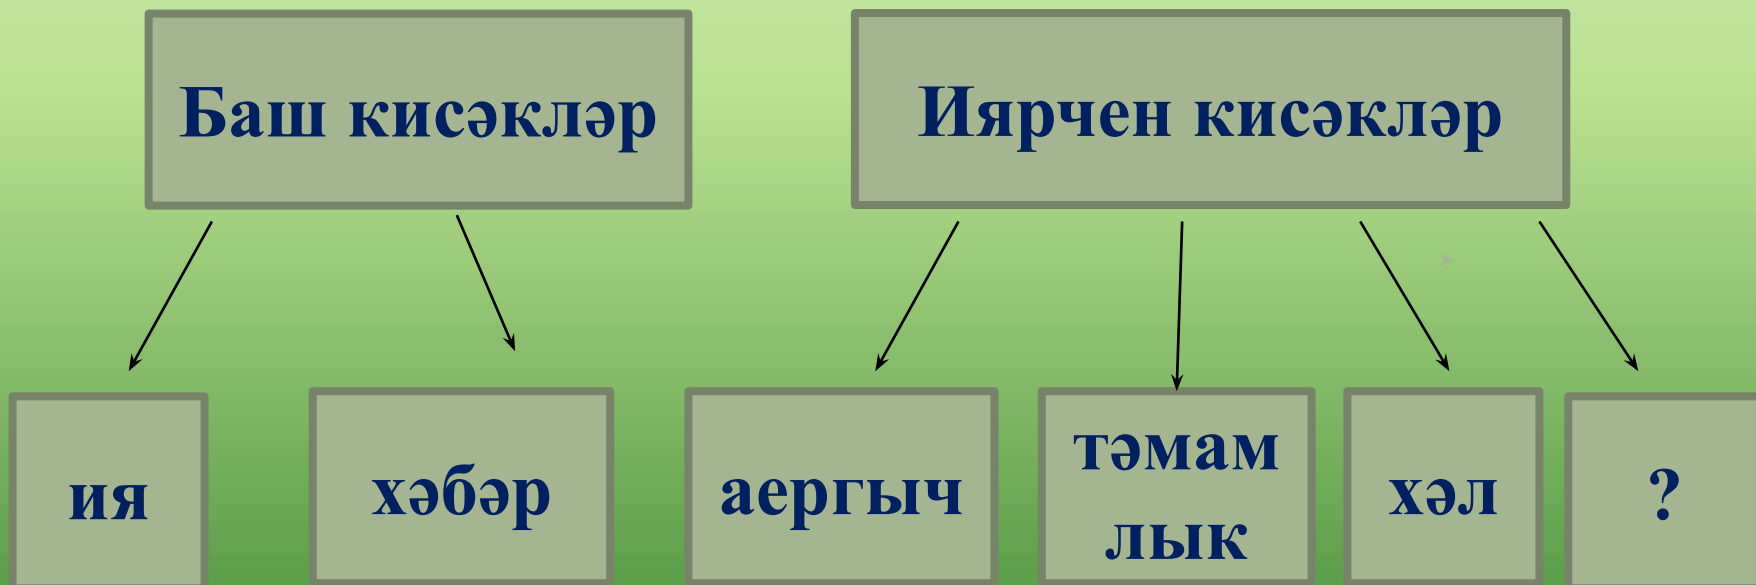 Баш кисәкләр
Иярчен кисәкләр
ия
хәбәр
аергыч
тәмам
лык
хәл
?